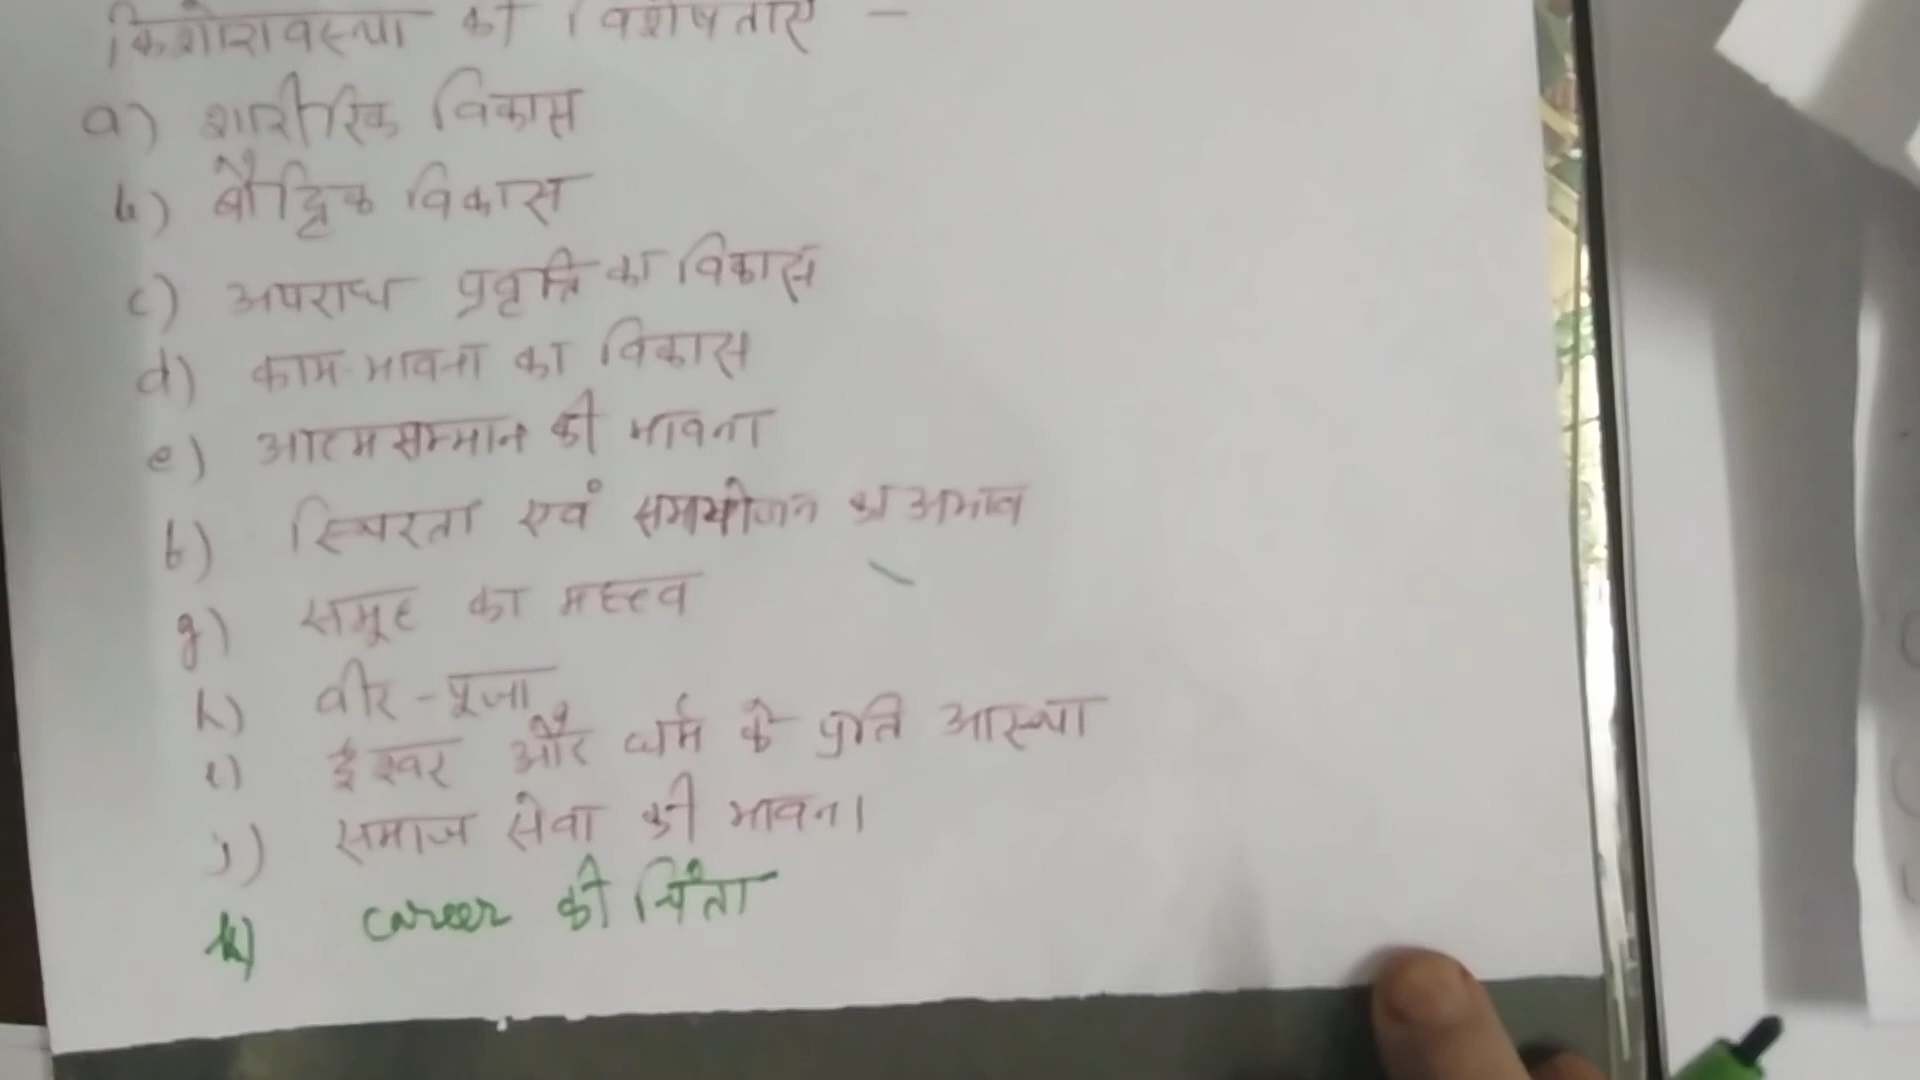 किशोरावस्था की विशेषताएँ -
a) शारीरिक विकास
b) बौद्धिक विकास
c) अपराध प्रवृत्ति का विकास
d) काम-भावना का विकास
e) आत्मसम्मान की भावना
f) स्थिरता एवं समायोजन का अभाव
g) समूह का महत्व
h) वीर-पूजा
i) ईश्वर और धर्म के प्रति आस्था
j) समाज सेवा की भावना
k) career की चिंता